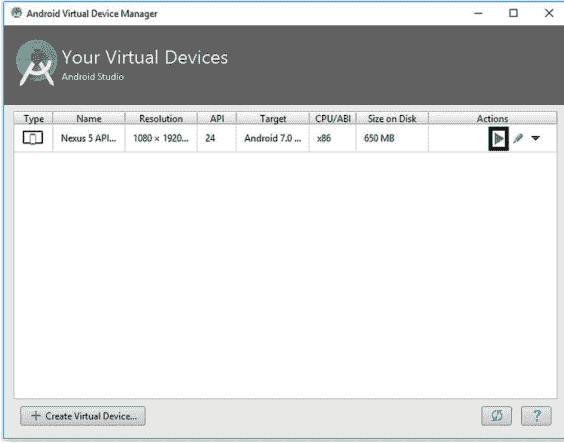 Android Virtual Device Manager
Your Virtual Devices
Android Studio
Type Name Resolution API Target CPU/ABI Size on Disk Actions
Nexus 5 API... 1080 × 1920... 24 Android 7.0 ... x86 650 MB
+ Create Virtual Device...
?